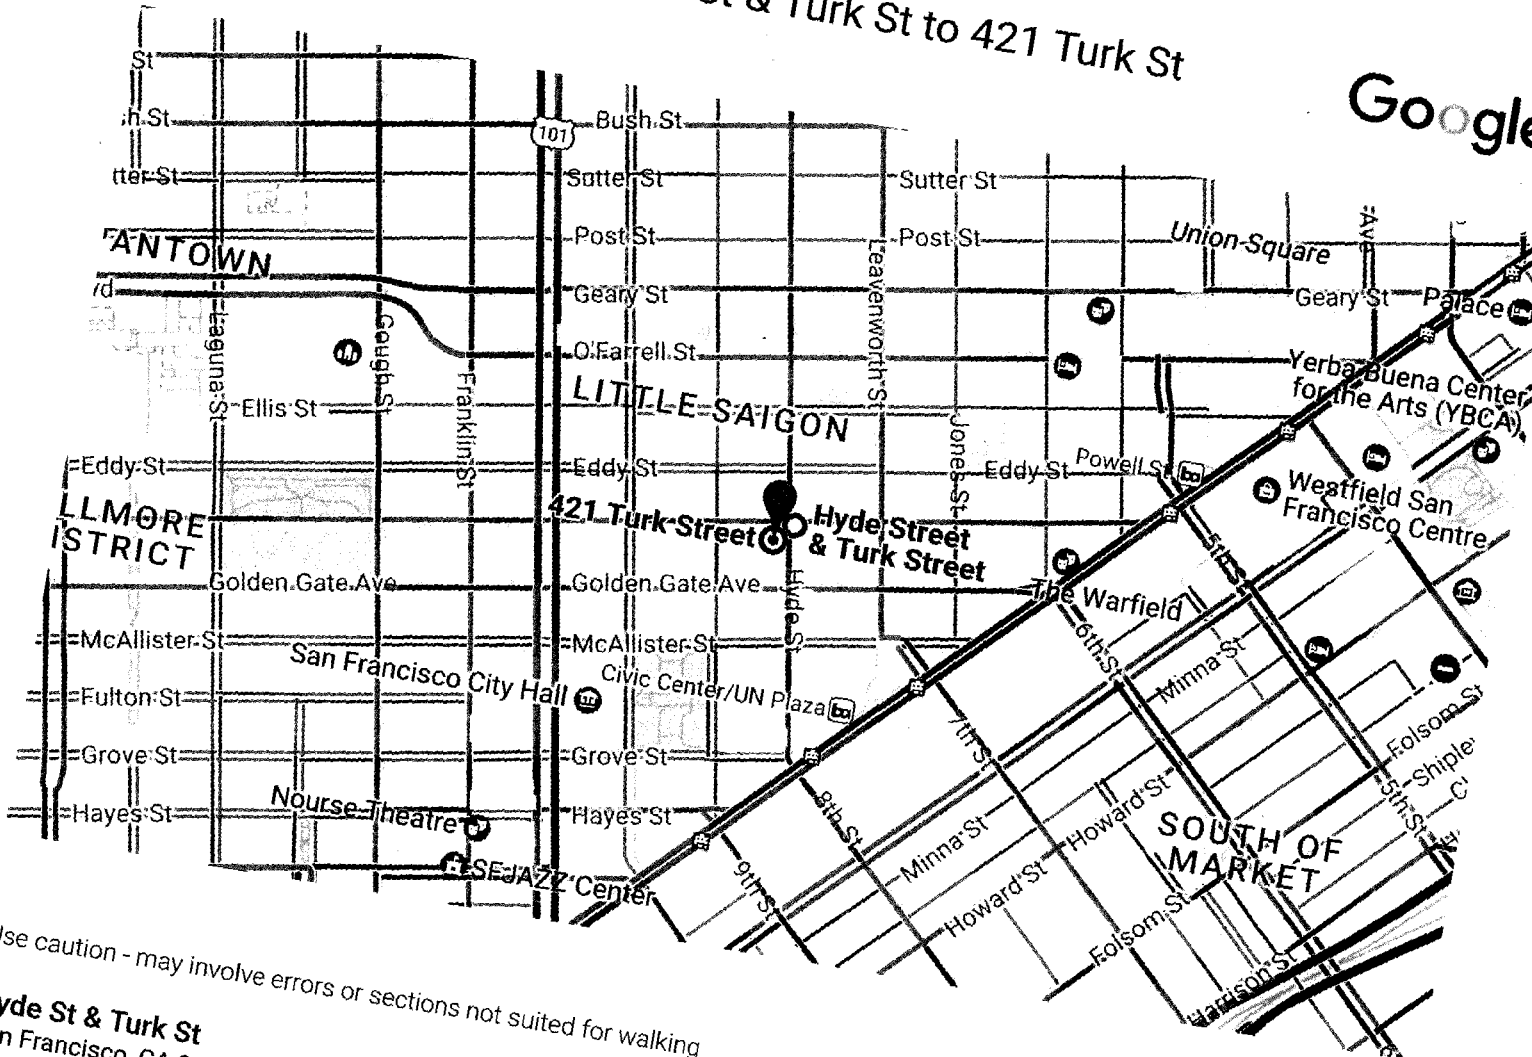 & Turk St to 421 Turk St
Google
St
Bush St
101
Sutter St
Sutter St
Post St
Post St
Union Square
Ave
ANTOWN
Geary St
Geary St
Palace
Leavenworth St
Laguna St
Gough St
O'Farrell St
Yerba Buena Center
for the Arts (YBCA)
Franklin St
LITTLE SAIGON
Ellis St
Jones St
Eddy St
Eddy St
Eddy St
Powell St
Westfield San
Francisco Centre
421 Turk Street
Hyde Street
& Turk Street
LLMORE
ISTRICT
5th St
Golden Gate Ave
Golden Gate Ave
Hyde St
The Warfield
McAllister St
McAllister St
6th St
Minna St
San Francisco City Hall
Civic Center/UN Plaza
Fulton St
7th St
Folsom St
Grove St
Grove St
Nourse Theatre
Hayes St
Hayes St
8th St
Howard St
5th St
SOUTH OF
MARKET
Minna St
SFJAZZ Center
9th St
Howard St
Folsom St
Harrison St
Use caution - may involve errors or sections not suited for walking
yde St & Turk St
n Francisco, CA